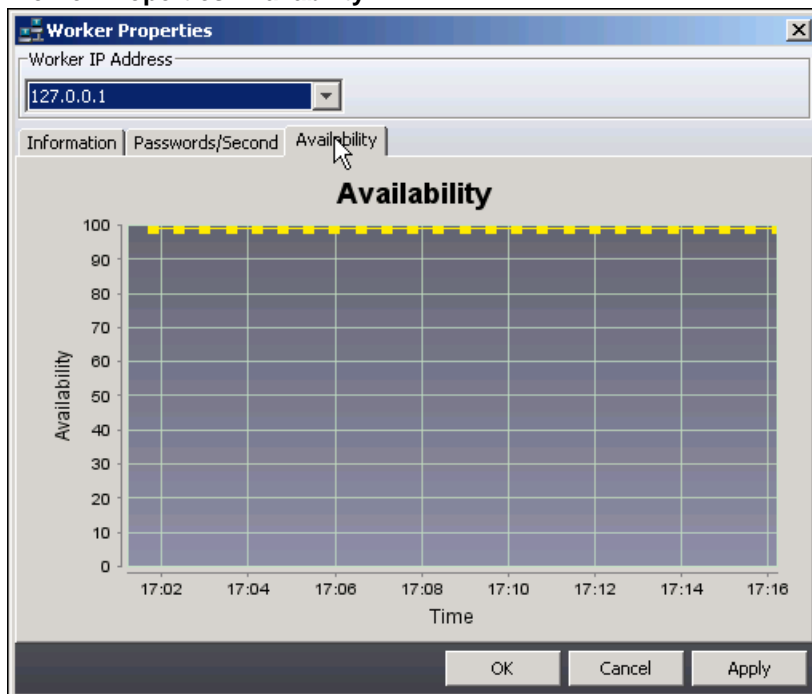 Worker Properties
Worker IP Address
127.0.0.1
Information Passwords/Second Availability
Availability
100
90
80
70
60
50
40
30
20
10
0
Availability
17:02 17:04 17:06 17:08 17:10 17:12 17:14 17:16
Time
OK Cancel Apply